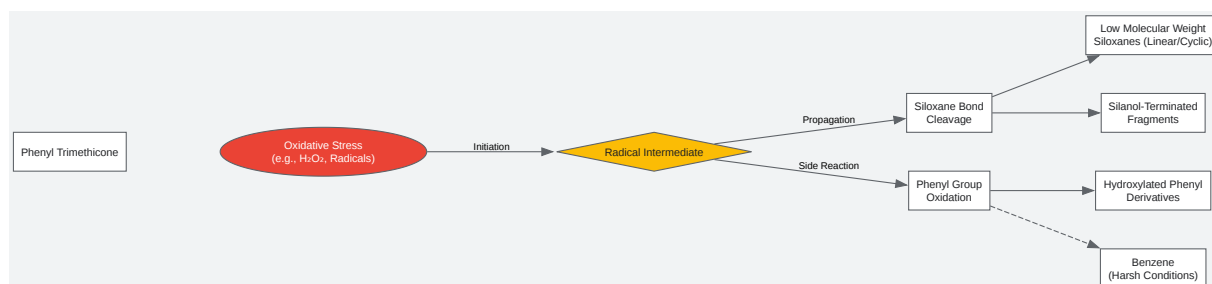 Phenyl Trimethicone
Oxidative Stress
(e.g., H₂O₂, Radicals)
Initiation
Radical Intermediate
Propagation
Side Reaction
Siloxane Bond
Cleavage
Phenyl Group
Oxidation
Low Molecular Weight
Siloxanes (Linear/Cyclic)
Silanol-Terminated
Fragments
Hydroxylated Phenyl
Derivatives
Benzene
(Harsh Conditions)